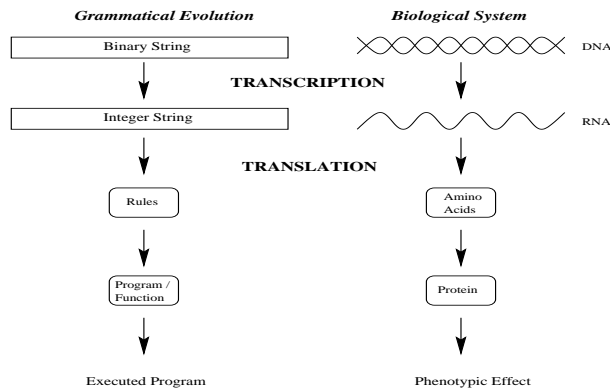 Grammatical Evolution
Biological System
Binary String
DNA
TRANSCRIPTION
Integer String
RNA
TRANSLATION
Rules
Amino
Acids
Program /
Function
Protein
Executed Program
Phenotypic Effect